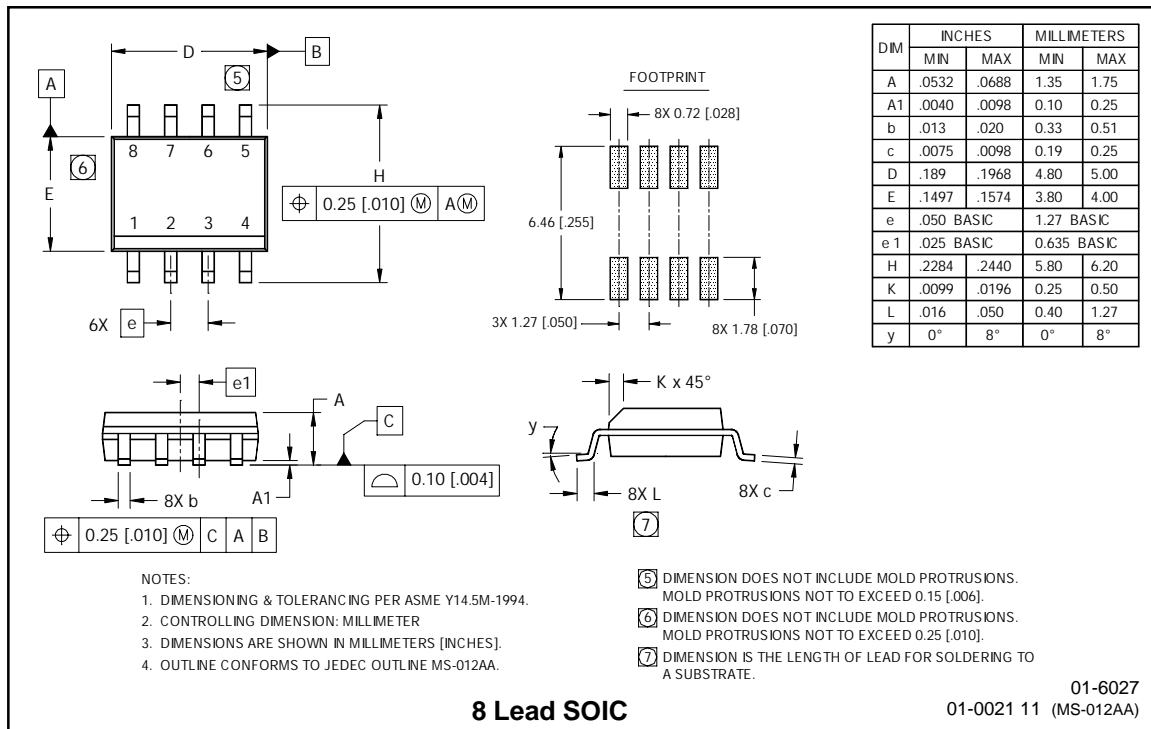 D
B
5
A
8 7 6 5
6
E
H
⌖ 0.25 [.010] Ⓜ A Ⓜ
1 2 3 4
6X e
FOOTPRINT
8X 0.72 [.028]
6.46 [.255]
3X 1.27 [.050]
8X 1.78 [.070]
DIM INCHES MILLIMETERS
MIN MAX MIN MAX
A .0532 .0688 1.35 1.75
A1 .0040 .0098 0.10 0.25
b .013 .020 0.33 0.51
c .0075 .0098 0.19 0.25
D .189 .1968 4.80 5.00
E .1497 .1574 3.80 4.00
e .050 BASIC 1.27 BASIC
e 1 .025 BASIC 0.635 BASIC
H .2284 .2440 5.80 6.20
K .0099 .0196 0.25 0.50
L .016 .050 0.40 1.27
y 0° 8° 0° 8°
e1
A
C
0.10 [.004]
A1
8X b
⌖ 0.25 [.010] Ⓜ C A B
K x 45°
y
8X L
8X c
7
NOTES:
1. DIMENSIONING & TOLERANCING PER ASME Y14.5M-1994.
2. CONTROLLING DIMENSION: MILLIMETER
3. DIMENSIONS ARE SHOWN IN MILLIMETERS [INCHES].
4. OUTLINE CONFORMS TO JEDEC OUTLINE MS-012AA.
5 DIMENSION DOES NOT INCLUDE MOLD PROTRUSIONS.
MOLD PROTRUSIONS NOT TO EXCEED 0.15 [.006].
6 DIMENSION DOES NOT INCLUDE MOLD PROTRUSIONS.
MOLD PROTRUSIONS NOT TO EXCEED 0.25 [.010].
7 DIMENSION IS THE LENGTH OF LEAD FOR SOLDERING TO
A SUBSTRATE.
8 Lead SOIC
01-6027
01-0021 11 (MS-012AA)